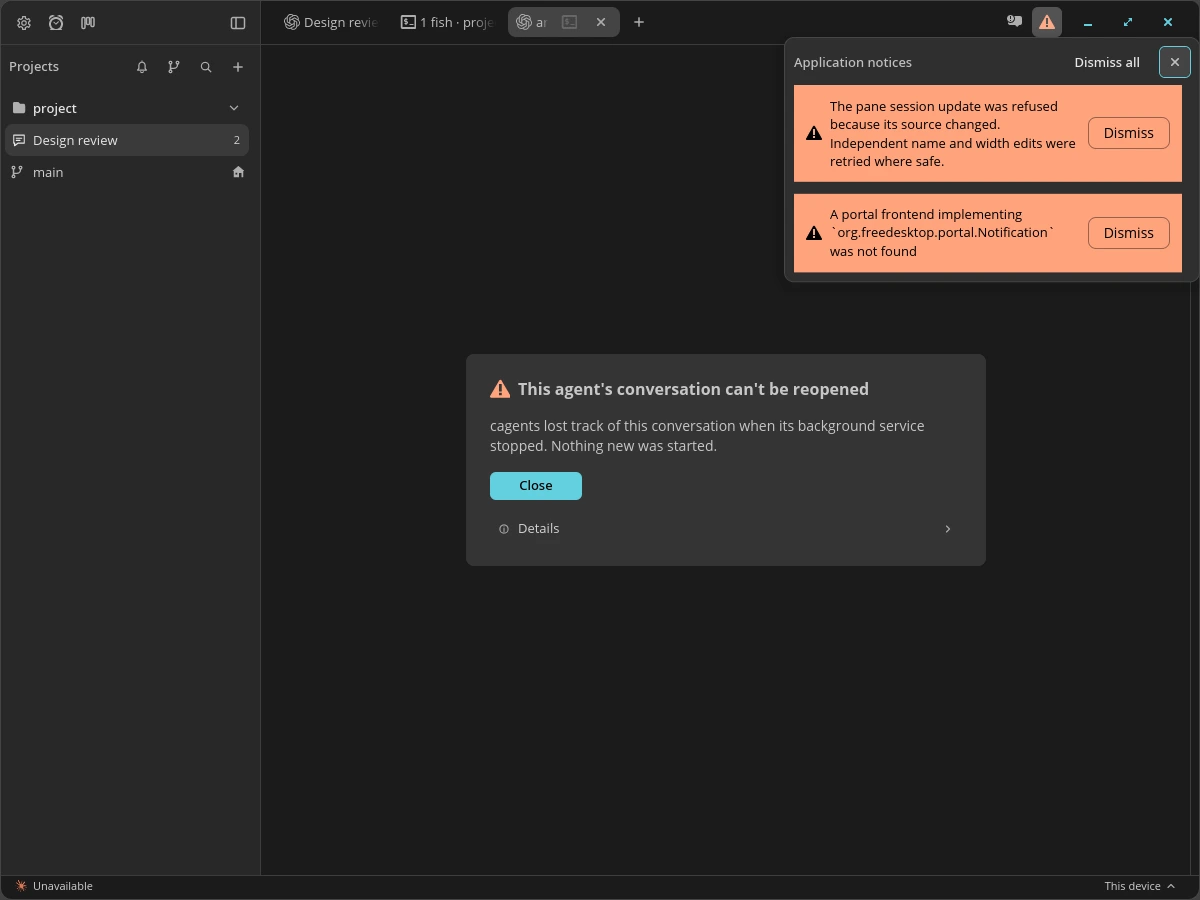 Design revie
1 fish · proje
ar
Projects
project
Design review
2
main
Application notices
Dismiss all
The pane session update was refused
because its source changed.
Independent name and width edits were
retried where safe.
Dismiss
A portal frontend implementing
`org.freedesktop.portal.Notification`
was not found
Dismiss
This agent's conversation can't be reopened
cagents lost track of this conversation when its background service
stopped. Nothing new was started.
Close
Details
Unavailable
This device